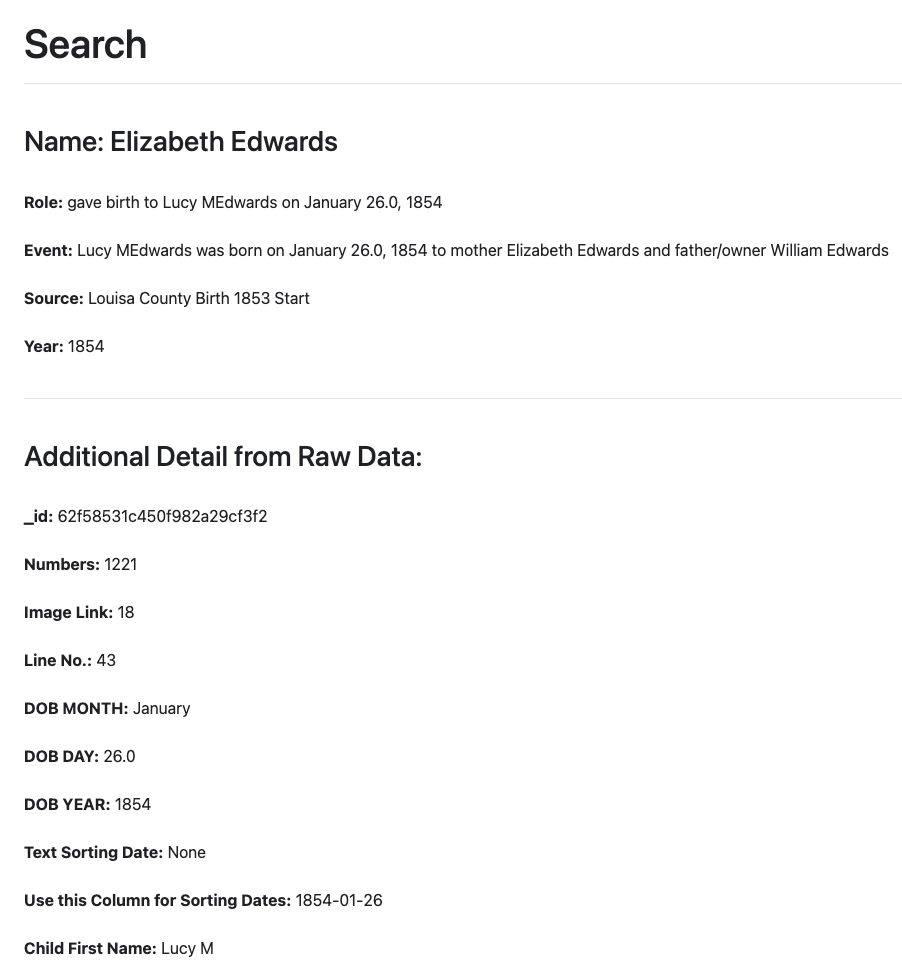 Search
Name: Elizabeth Edwards
Role: gave birth to Lucy MEdwards on January 26.0, 1854
Event: Lucy MEdwards was born on January 26.0, 1854 to mother Elizabeth Edwards and father/owner William Edwards
Source: Louisa County Birth 1853 Start
Year: 1854
Additional Detail from Raw Data:
_id: 62f58531c450f982a29cf3f2
Numbers: 1221
Image Link: 18
Line No.: 43
DOB MONTH: January
DOB DAY: 26.0
DOB YEAR: 1854
Text Sorting Date: None
Use this Column for Sorting Dates: 1854-01-26
Child First Name: Lucy M